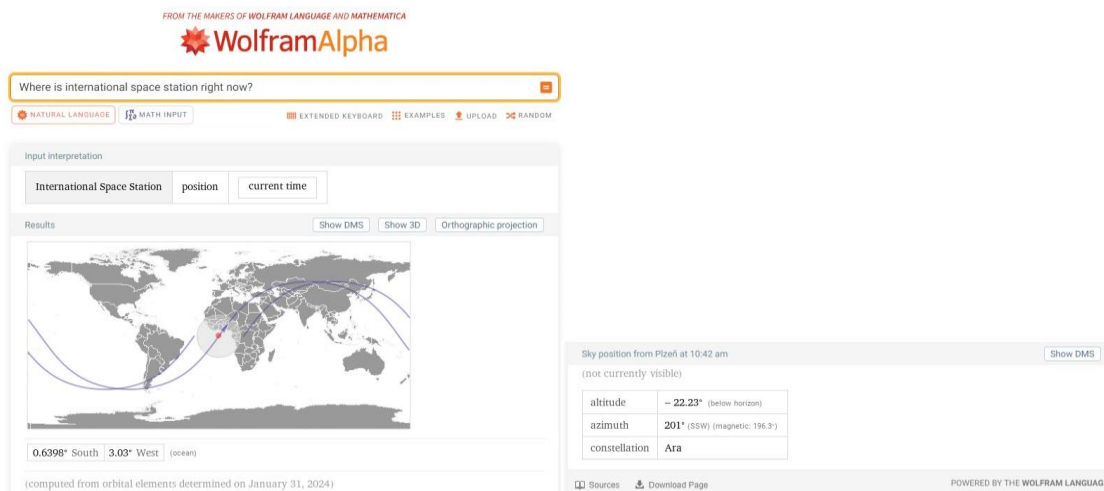 FROM THE MAKERS OF WOLFRAM LANGUAGE AND MATHEMATICA
WolframAlpha
Where is international space station right now?
NATURAL LANGUAGE MATH INPUT EXTENDED KEYBOARD EXAMPLES UPLOAD RANDOM
Input interpretation
International Space Station position current time
Results Show DMS Show 3D Orthographic projection
0.6398° South 3.03° West (ocean)
(computed from orbital elements determined on January 31, 2024)
Sky position from Plzeň at 10:42 am Show DMS
(not currently visible)
altitude – 22.23° (below horizon)
azimuth 201° (SSW) (magnetic: 196.3°)
constellation Ara
Sources Download Page POWERED BY THE WOLFRAM LANGUAG